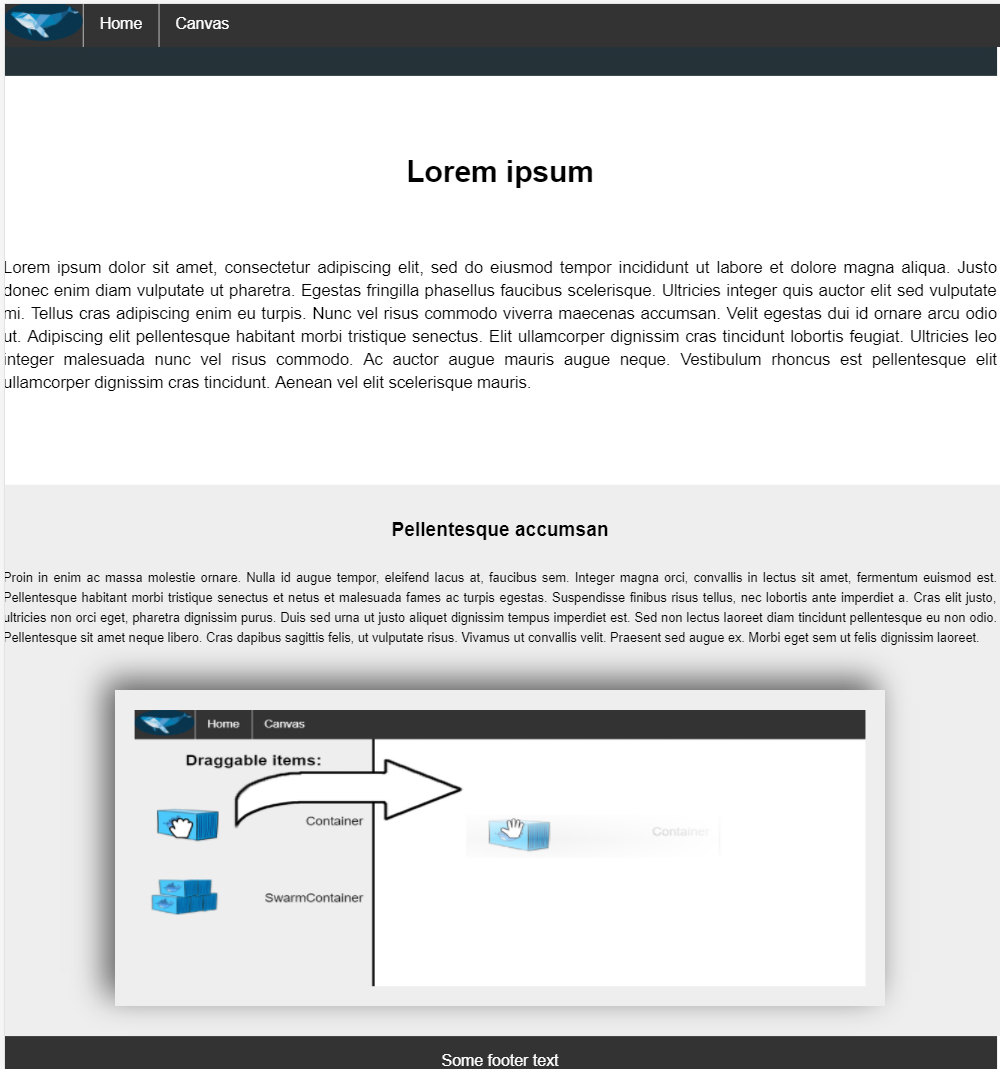 Home Canvas
Lorem ipsum
Lorem ipsum dolor sit amet, consectetur adipiscing elit, sed do eiusmod tempor incididunt ut labore et dolore magna aliqua. Justo
donec enim diam vulputate ut pharetra. Egestas fringilla phasellus faucibus scelerisque. Ultricies integer quis auctor elit sed vulputate
mi. Tellus cras adipiscing enim eu turpis. Nunc vel risus commodo viverra maecenas accumsan. Velit egestas dui id ornare arcu odio
ut. Adipiscing elit pellentesque habitant morbi tristique senectus. Elit ullamcorper dignissim cras tincidunt lobortis feugiat. Ultricies leo
integer malesuada nunc vel risus commodo. Ac auctor augue mauris augue neque. Vestibulum rhoncus est pellentesque elit
ullamcorper dignissim cras tincidunt. Aenean vel elit scelerisque mauris.
Pellentesque accumsan
Proin in enim ac massa molestie ornare. Nulla id augue tempor, eleifend lacus at, faucibus sem. Integer magna orci, convallis in lectus sit amet, fermentum euismod est.
Pellentesque habitant morbi tristique senectus et netus et malesuada fames ac turpis egestas. Suspendisse finibus risus tellus, nec lobortis ante imperdiet a. Cras elit justo,
ultricies non orci eget, pharetra dignissim purus. Duis sed urna ut justo aliquet dignissim tempus imperdiet est. Sed non lectus laoreet diam tincidunt pellentesque eu non odio.
Pellentesque sit amet neque libero. Cras dapibus sagittis felis, ut vulputate risus. Vivamus ut convallis velit. Praesent sed augue ex. Morbi eget sem ut felis dignissim laoreet.
Home Canvas
Draggable items:
Container
Container
SwarmContainer
Some footer text